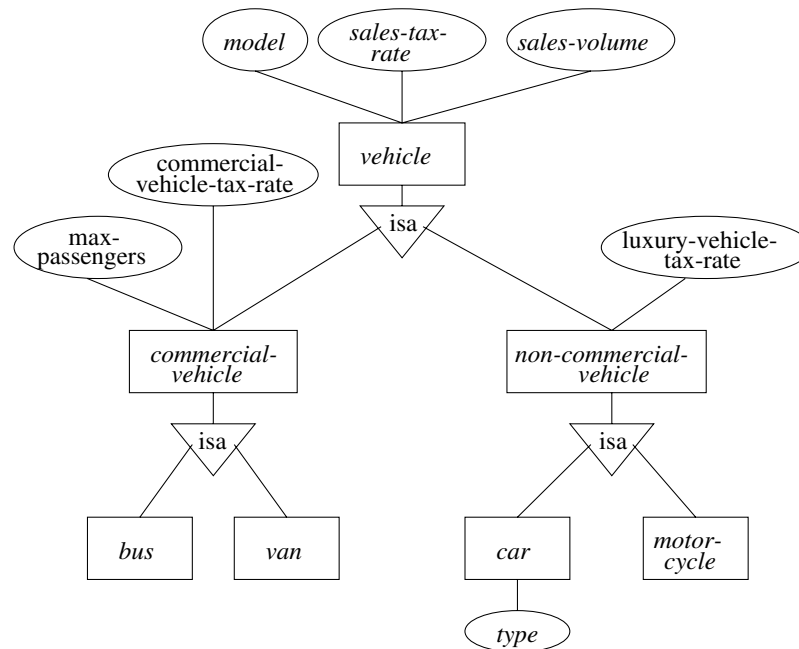 model
sales-tax-
rate
sales-volume
vehicle
commercial-
vehicle-tax-rate
max-
passengers
isa
luxury-vehicle-
tax-rate
commercial-
vehicle
non-commercial-
vehicle
isa
isa
bus
van
car
motor-
cycle
type